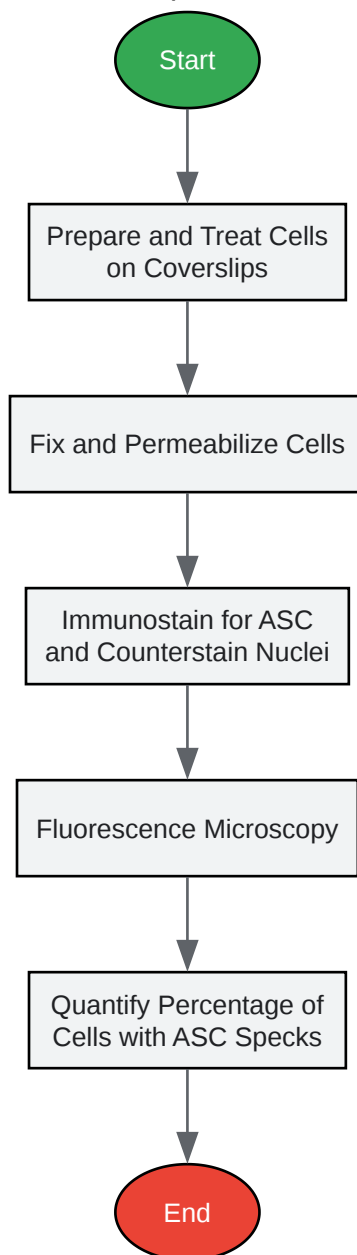 Start
Prepare and Treat Cells
on Coverslips
Fix and Permeabilize Cells
Immunostain for ASC
and Counterstain Nuclei
Fluorescence Microscopy
Quantify Percentage of
Cells with ASC Specks
End